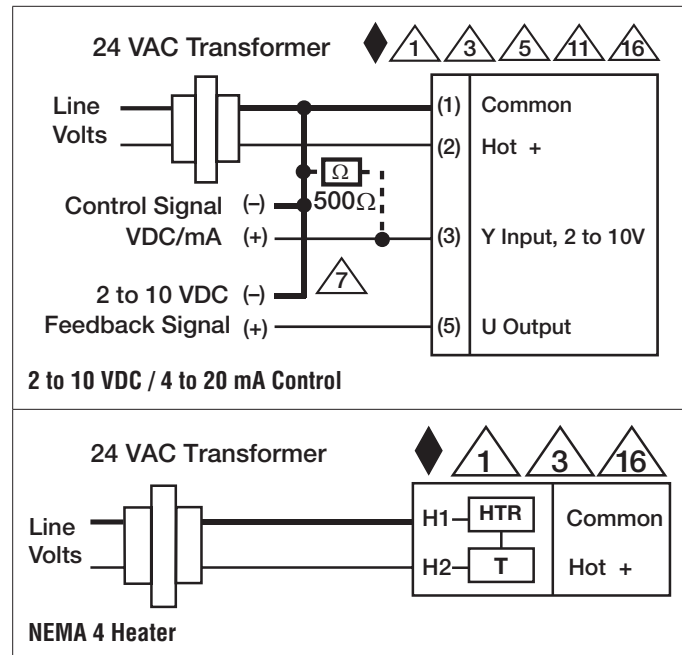 24 VAC Transformer 1 3 5 11 16
Line
Volts
(1) Common
(2) Hot +
Ω
500Ω
Control Signal (–)
VDC/mA (+)
(3) Y Input, 2 to 10V
7
2 to 10 VDC (–)
Feedback Signal (+)
(5) U Output
2 to 10 VDC / 4 to 20 mA Control
24 VAC Transformer 1 3 16
Line
Volts
H1 HTR Common
H2 T Hot +
NEMA 4 Heater